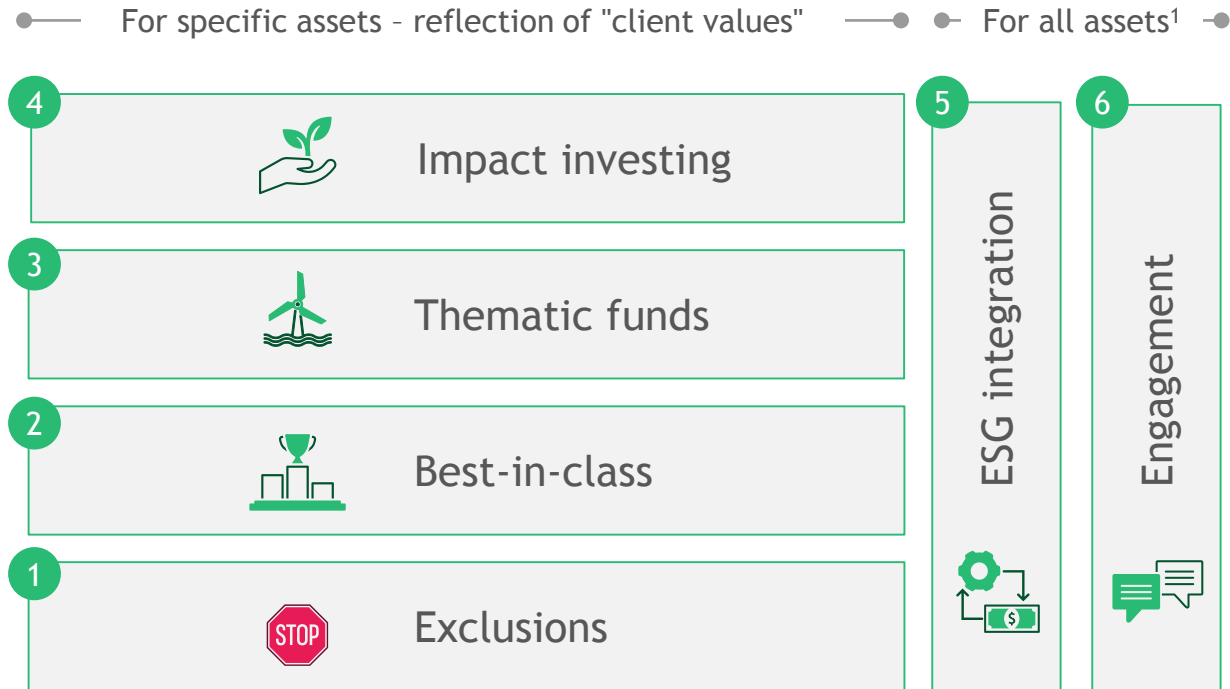 For specific assets – reflection of "client values"
For all assets¹
4
Impact investing
3
Thematic funds
2
Best-in-class
1
STOP
Exclusions
5
ESG integration
$
6
Engagement